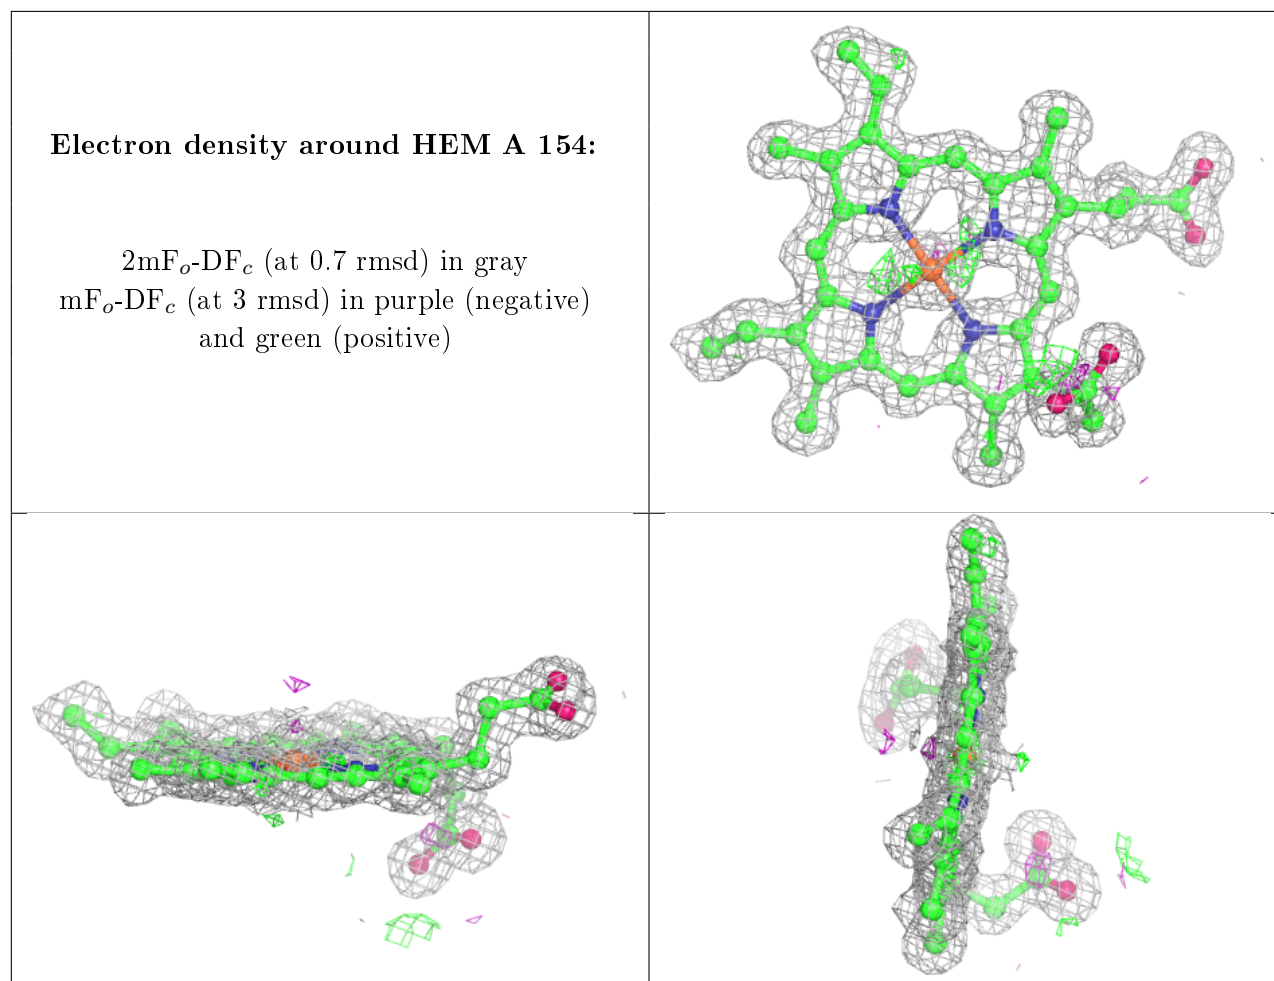 Electron density around HEM A 154:
2mFₒ-DF𝒸 (at 0.7 rmsd) in gray
mFₒ-DF𝒸 (at 3 rmsd) in purple (negative)
and green (positive)